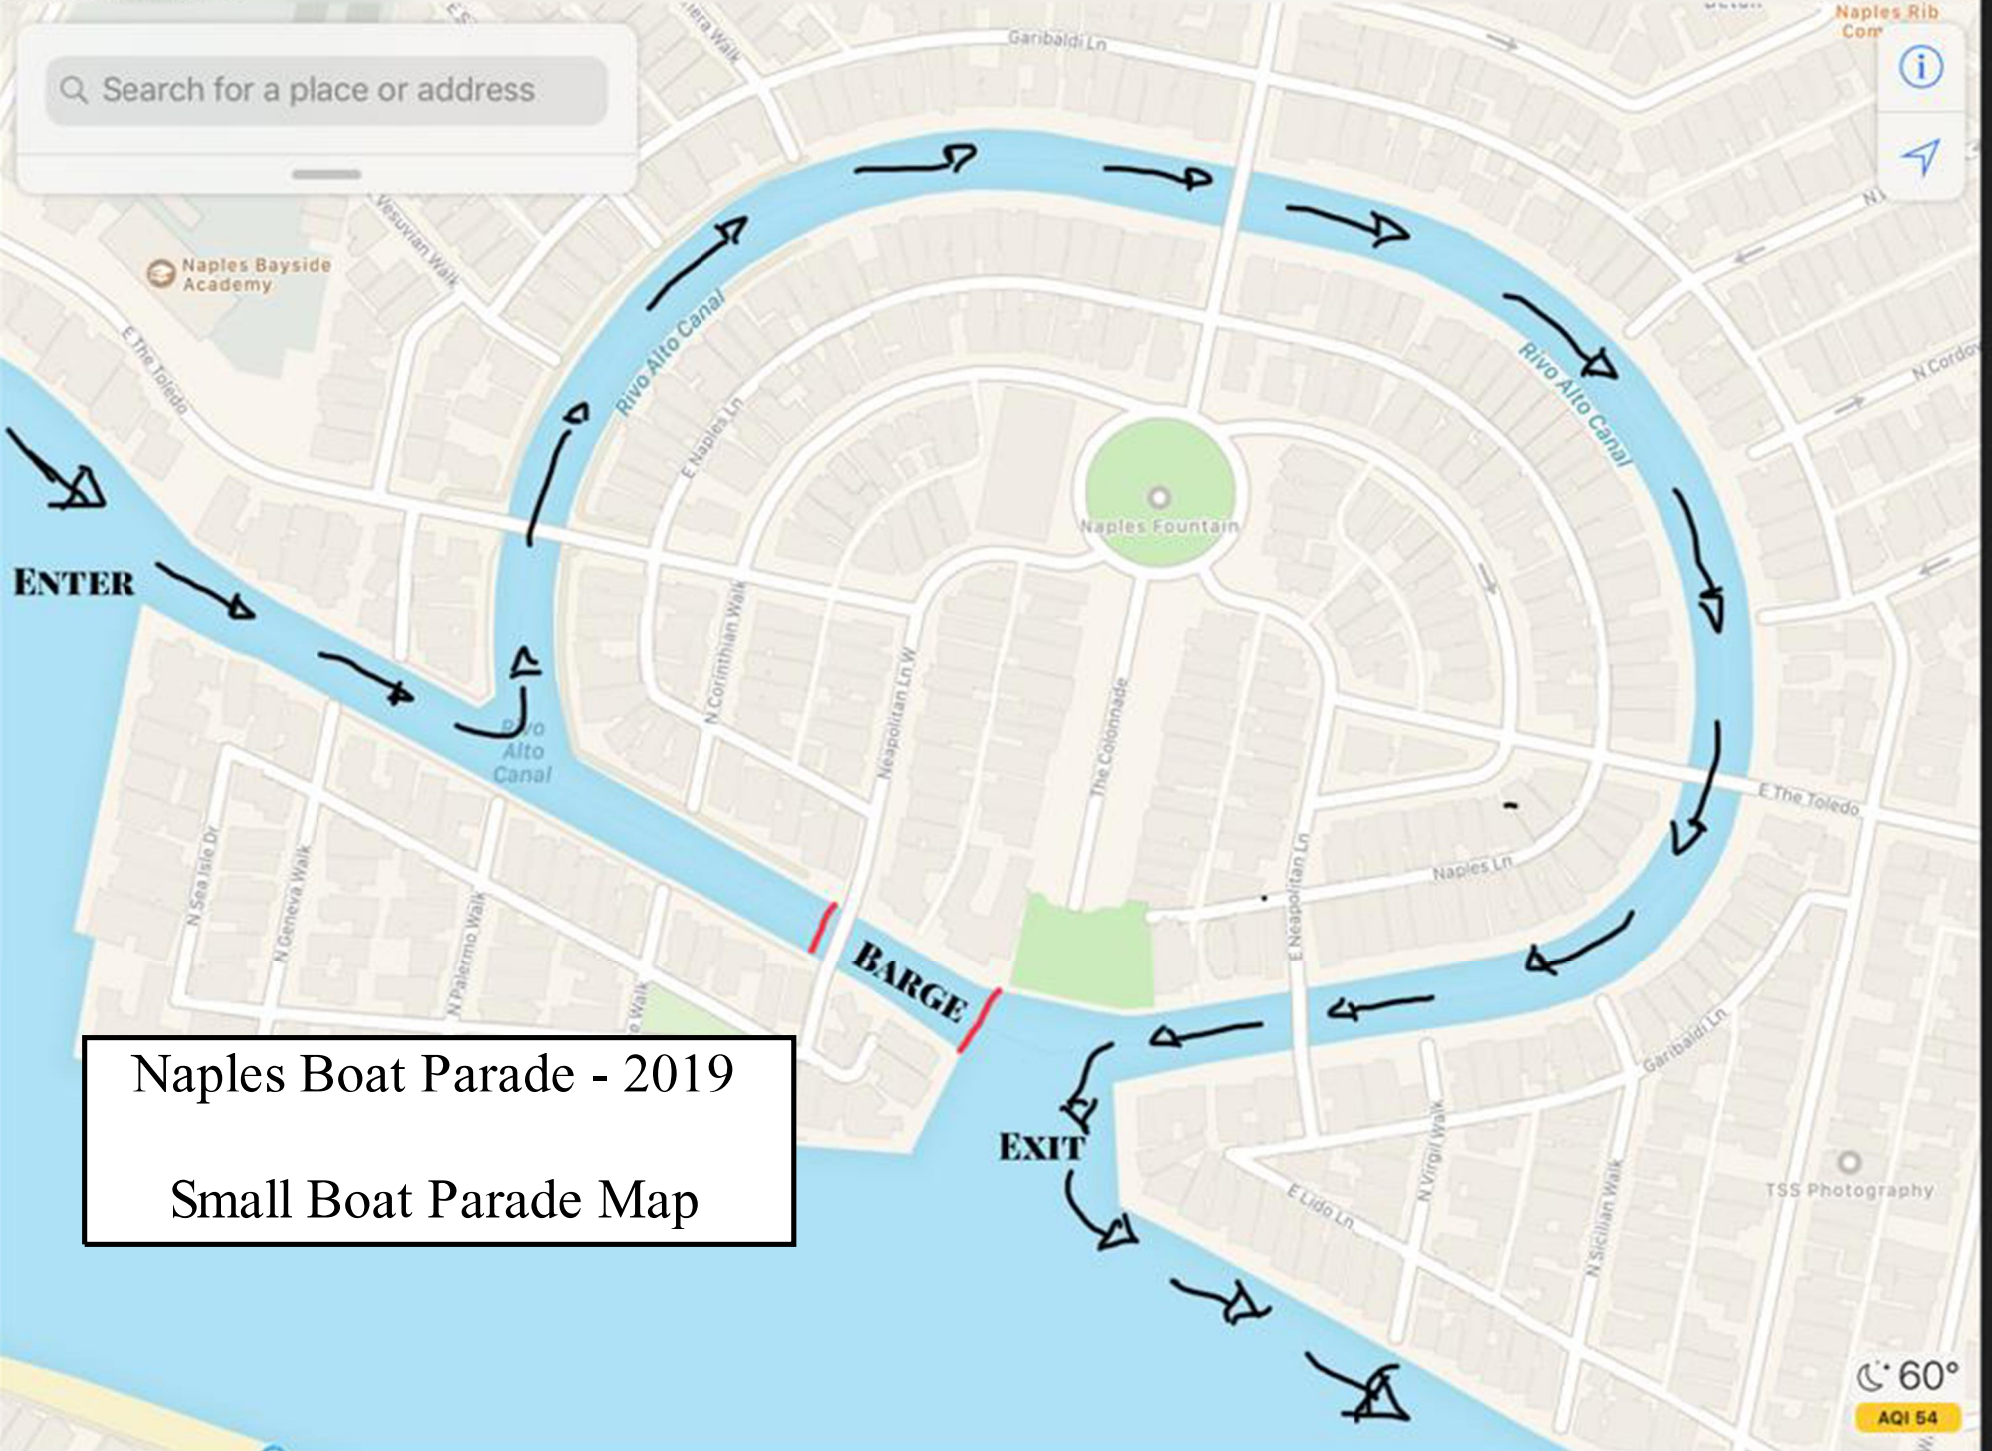 Naples Rib
Garibaldi Ln
Search for a place or address
Vesuvian Walk
Naples Bayside
Academy
E The Toledo
Rivo Alto Canal
Rivo Alto Canal
E Naples Ln
Naples Fountain
ENTER
Rivo
Alto
Canal
N Corinthian Walk
Neapolitan Ln W
The Colonnade
E Neapolitan Ln
Naples Ln
E The Toledo
N Sea Isle Dr
N Geneva Walk
N Palermo Walk
Walk
BARGE
Garibaldi Ln
EXIT
N Virgil Walk
N Sicilian Walk
E Lido Ln
TSS Photography
Naples Boat Parade - 2019
Small Boat Parade Map
60°
AQI 54